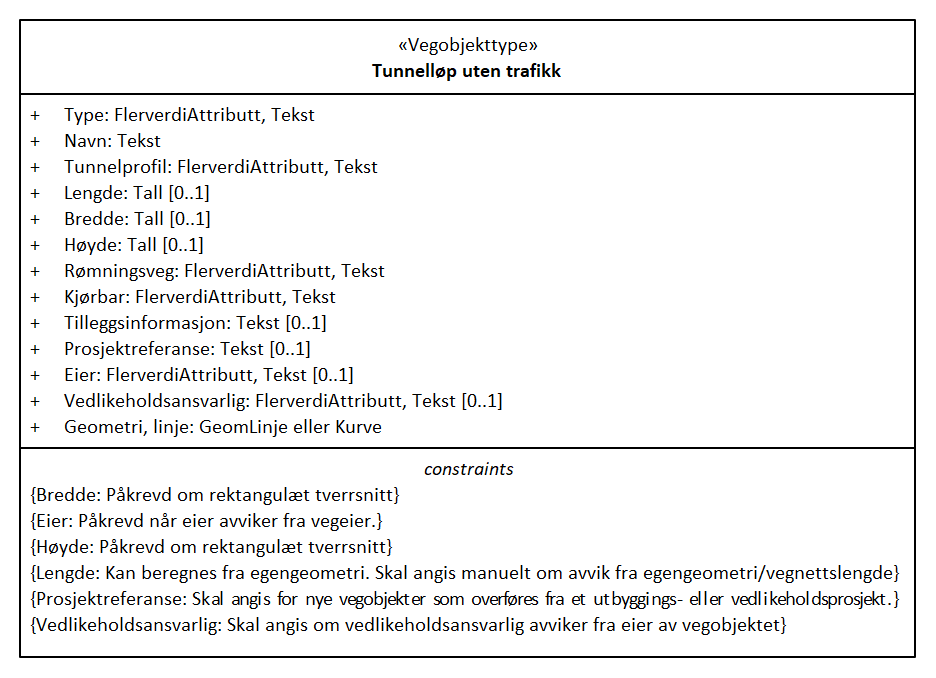 «Vegobjekttype»
Tunnelløp uten trafikk
+ Type: FlerverdiAttributt, Tekst
+ Navn: Tekst
+ Tunnelprofil: FlerverdiAttributt, Tekst
+ Lengde: Tall [0..1]
+ Bredde: Tall [0..1]
+ Høyde: Tall [0..1]
+ Rømningsveg: FlerverdiAttributt, Tekst
+ Kjørbar: FlerverdiAttributt, Tekst
+ Tilleggsinformasjon: Tekst [0..1]
+ Prosjektreferanse: Tekst [0..1]
+ Eier: FlerverdiAttributt, Tekst [0..1]
+ Vedlikeholdsansvarlig: FlerverdiAttributt, Tekst [0..1]
+ Geometri, linje: GeomLinje eller Kurve
constraints
{Bredde: Påkrevd om rektangulæt tverrsnitt}
{Eier: Påkrevd når eier avviker fra vegeier.}
{Høyde: Påkrevd om rektangulæt tverrsnitt}
{Lengde: Kan beregnes fra egengeometri. Skal angis manuelt om avvik fra egengeometri/vegnettslengde}
{Prosjektreferanse: Skal angis for nye vegobjekter som overføres fra et utbyggings- eller vedlikeholdsprosjekt.}
{Vedlikeholdsansvarlig: Skal angis om vedlikeholdsansvarlig avviker fra eier av vegobjektet}